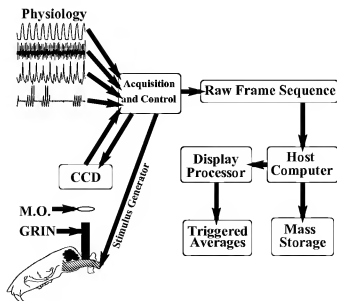 Physiology
Acquisition
and Control
Raw Frame Sequence
CCD
Stimulus Generator
Display
Processor
Host
Computer
M.O.
GRIN
Triggered
Averages
Mass
Storage